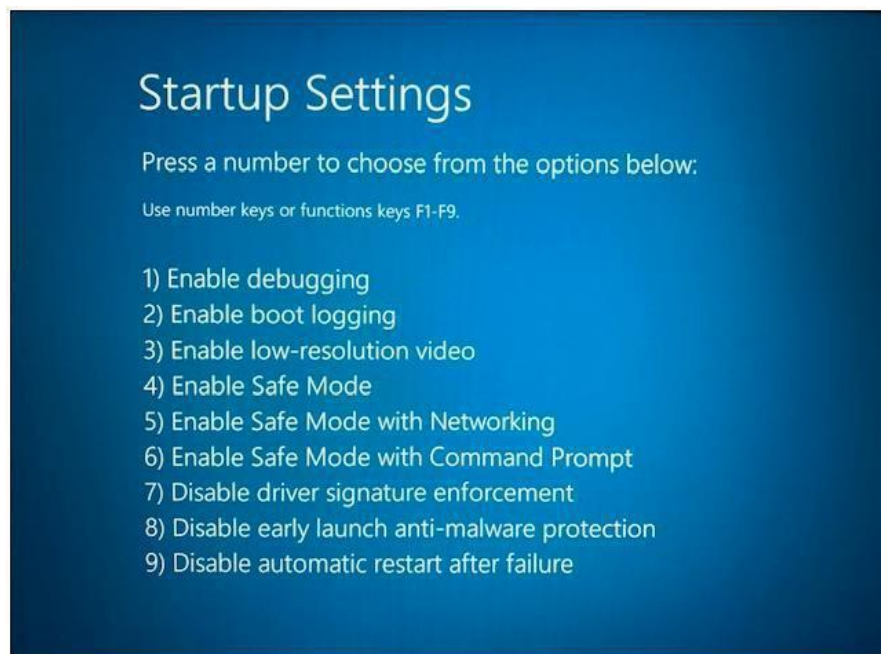 Startup Settings
Press a number to choose from the options below:
Use number keys or functions keys F1-F9.
1) Enable debugging
2) Enable boot logging
3) Enable low-resolution video
4) Enable Safe Mode
5) Enable Safe Mode with Networking
6) Enable Safe Mode with Command Prompt
7) Disable driver signature enforcement
8) Disable early launch anti-malware protection
9) Disable automatic restart after failure